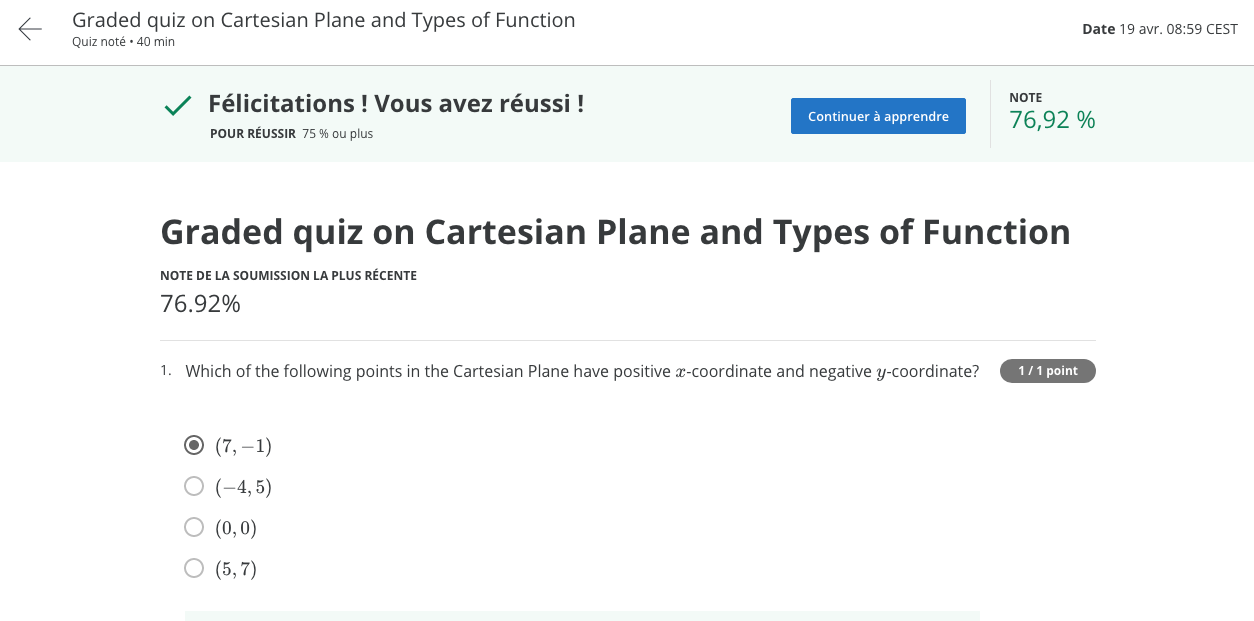 Graded quiz on Cartesian Plane and Types of Function
Quiz noté • 40 min
Date 19 avr. 08:59 CEST
Félicitations ! Vous avez réussi !
POUR RÉUSSIR 75 % ou plus
Continuer à apprendre
NOTE
76,92 %
Graded quiz on Cartesian Plane and Types of Function
NOTE DE LA SOUMISSION LA PLUS RÉCENTE
76.92%
1. Which of the following points in the Cartesian Plane have positive x-coordinate and negative y-coordinate?
1 / 1 point
(7, −1)
(−4, 5)
(0, 0)
(5, 7)